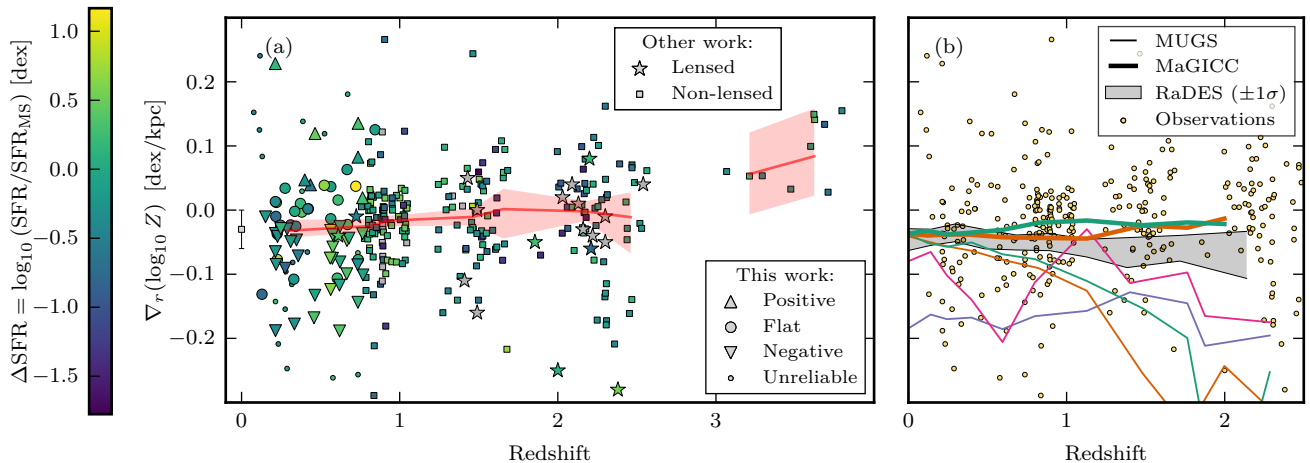 ΔSFR = log₁₀(SFR/SFR_MS) [dex]
1.0
0.5
0.0
−0.5
−1.0
−1.5
∇ᵣ(log₁₀ Z) [dex/kpc]
0.2
0.1
0.0
−0.1
−0.2
(a)
Other work:
Lensed
Non-lensed
This work:
Positive
Flat
Negative
Unreliable
0
1
2
3
Redshift
(b)
MUGS
MaGICC
RaDES (±1σ)
Observations
0
1
2
Redshift